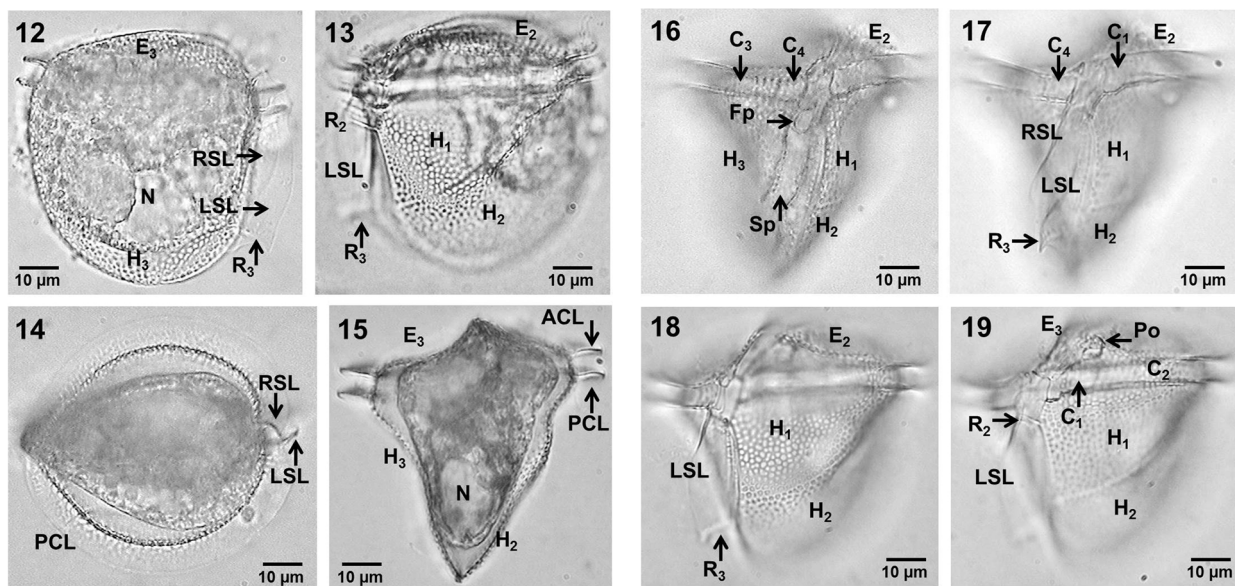 12
E3
RSL
N
LSL
H3
R3
10 µm
13
E2
R2
H1
LSL
H2
R3
10 µm
16
C3
C4
E2
Fp
H3
H1
Sp
H2
10 µm
17
C4
C1
E2
RSL
H1
LSL
R3
H2
10 µm
14
RSL
LSL
PCL
10 µm
15
E3
ACL
PCL
H3
N
H2
10 µm
18
E2
H1
LSL
H2
R3
10 µm
19
E3
Po
C2
C1
R2
H1
LSL
H2
10 µm